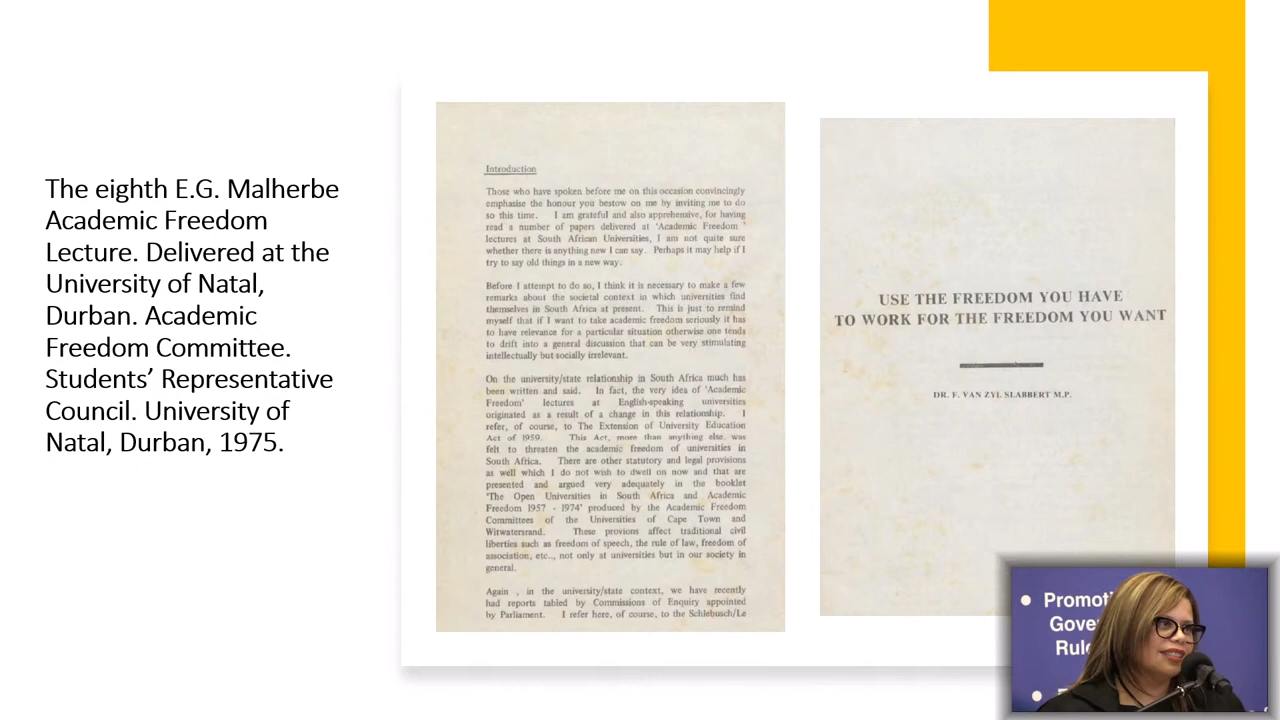 The eighth E.G. Malherbe
Academic Freedom
Lecture. Delivered at the
University of Natal,
Durban. Academic
Freedom Committee.
Students’ Representative
Council. University of
Natal, Durban, 1975.
Introduction
Those who have spoken before me on this occasion convincingly
emphasise the honour you bestow on me by inviting me to do
so this time. I am grateful and also apprehensive, for having
read a number of papers delivered at 'Academic Freedom '
lectures at South African Universities, I am not quite sure
whether there is anything new I can say. Perhaps it may help if I
try to say old things in a new way.
Before I attempt to do so, I think it is necessary to make a few
remarks about the societal context in which universities find
themselves in South Africa at present. This is just to remind
myself that if I want to take academic freedom seriously it has
to have relevance for a particular situation otherwise one tends
to drift into a general discussion that can be very stimulating
intellectually but socially irrelevant.
On the university/state relationship in South Africa much has
been written and said. In fact, the very idea of 'Academic
Freedom' lectures at English-speaking universities
originated as a result of a change in this relationship. I
refer, of course, to The Extension of University Education
Act of 1959. This Act, more than anything else, was
felt to threaten the academic freedom of universities in
South Africa. There are other statutory and legal provisions
as well which I do not wish to dwell on now and that are
presented and argued very adequately in the booklet
'The Open Universities in South Africa and Academic
Freedom 1957 - 1974' produced by the Academic Freedom
Committees of the Universities of Cape Town and
Witwatersrand. These provions affect traditional civil
liberties such as freedom of speech, the rule of law, freedom of
association, etc.., not only at universities but in our society in
general.
Again , in the university/state context, we have recently
had reports tabled by Commissions of Enquiry appointed
by Parliament. I refer here, of course, to the Schlebusch/Le
USE THE FREEDOM YOU HAVE
TO WORK FOR THE FREEDOM YOU WANT
DR. F. VAN ZYL SLABBERT M.P.
• Promoti
Gover
Rul
•